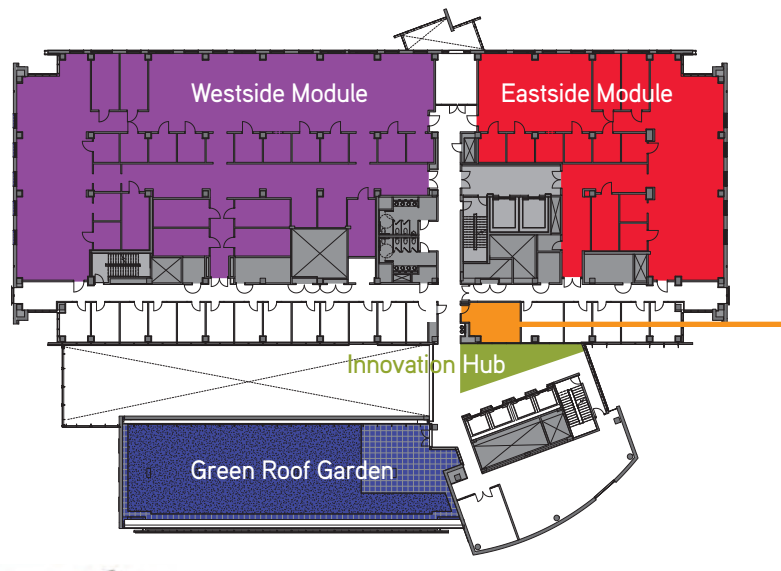 Westside Module
Eastside Module
Innovation Hub
Green Roof Garden